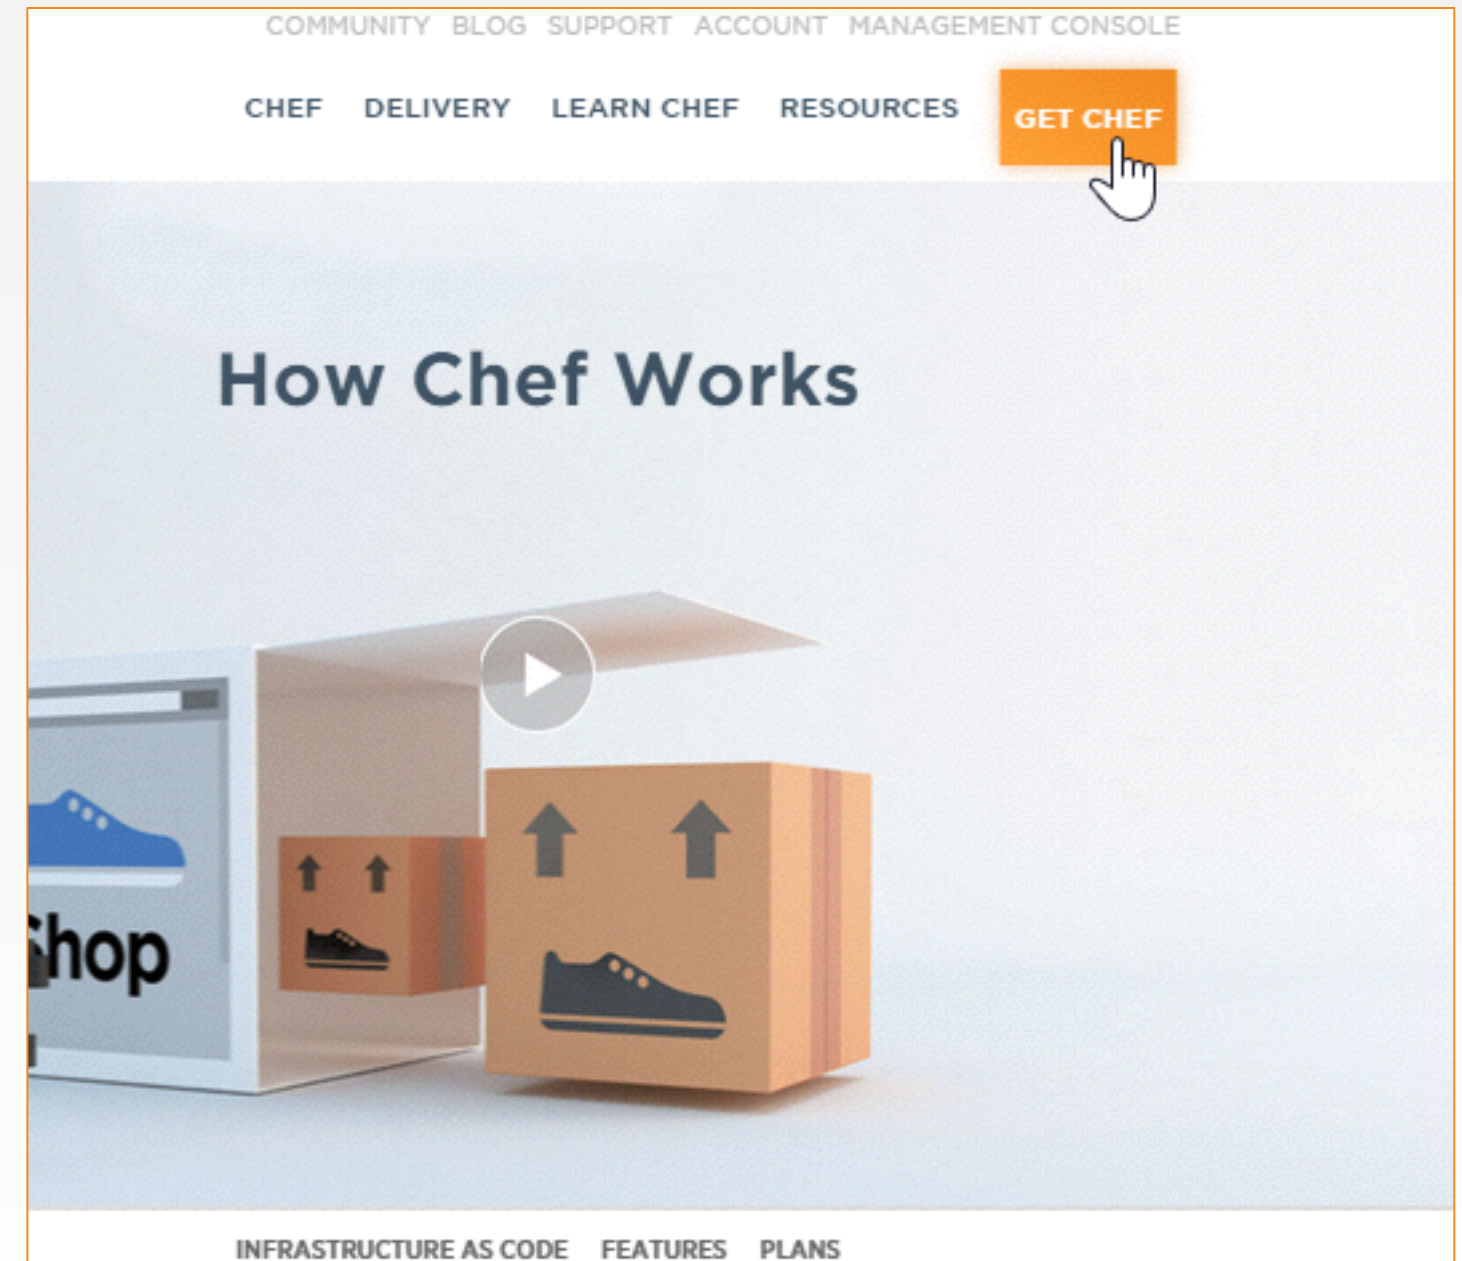 COMMUNITY BLOG SUPPORT ACCOUNT MANAGEMENT CONSOLE
CHEF DELIVERY LEARN CHEF RESOURCES GET CHEF
How Chef Works
hop
INFRASTRUCTURE AS CODE FEATURES PLANS